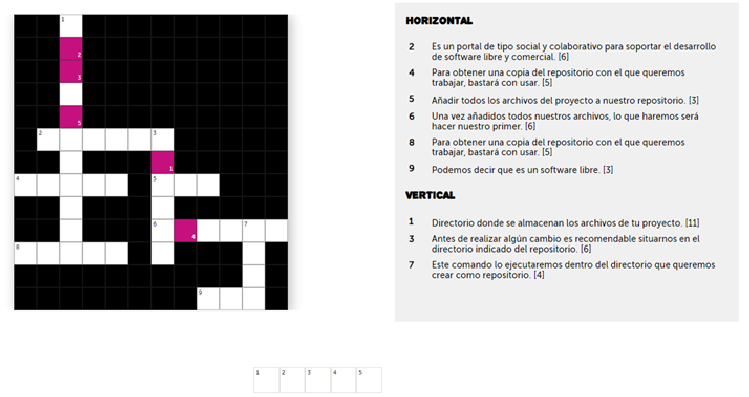 HORIZONTAL
2 Es un portal de tipo social y colaborativo para soportar el desarrollo
de software libre y comercial. [6]
4 Para obtener una copia del repositorio con el que queremos
trabajar, bastará con usar. [5]
5 Añadir todos los archivos del proyecto a nuestro repositorio. [3]
6 Una vez añadidos todos nuestros archivos, lo que haremos será
hacer nuestro primer. [6]
8 Para obtener una copia del repositorio con el que queremos
trabajar, bastará con usar. [5]
9 Podemos decir que es un software libre.. [3]
VERTICAL
1 Directorio donde se almacenan los archivos de tu proyecto. [11]
3 Antes de realizar algún cambio es recomendable situarnos en el
directorio indicado del repositorio. [6]
7 Este comando lo ejecutaremos dentro del directorio que queremos
crear como repositorio. [4]
1
2
3
5
2 3
1
4 5
6 4 7
8
9
1 2 3 4 5